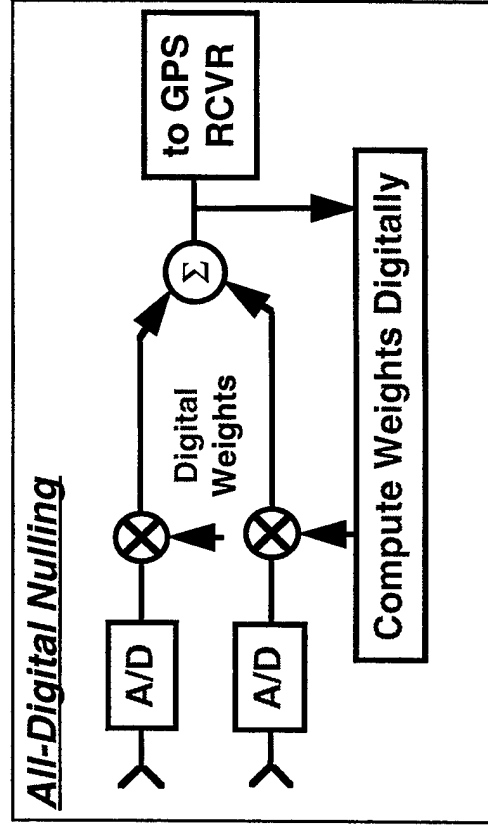 All-Digital Nulling
A/D
A/D
Digital
Weights
Σ
to GPS
RCVR
Compute Weights Digitally